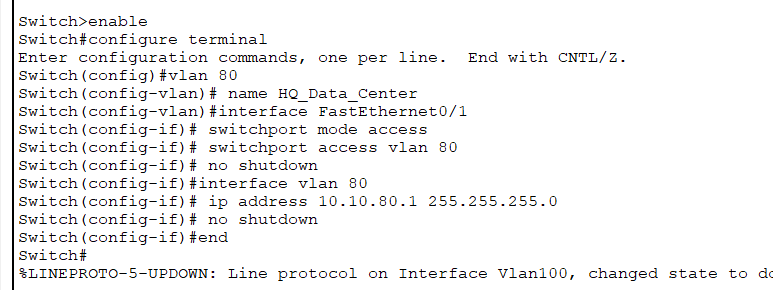 Switch>enable
Switch#configure terminal
Enter configuration commands, one per line.  End with CNTL/Z.
Switch(config)#vlan 80
Switch(config-vlan)# name HQ_Data_Center
Switch(config-vlan)#interface FastEthernet0/1
Switch(config-if)# switchport mode access
Switch(config-if)# switchport access vlan 80
Switch(config-if)# no shutdown
Switch(config-if)#interface vlan 80
Switch(config-if)# ip address 10.10.80.1 255.255.255.0
Switch(config-if)# no shutdown
Switch(config-if)#end
Switch#
%LINEPROTO-5-UPDOWN: Line protocol on Interface Vlan100, changed state to